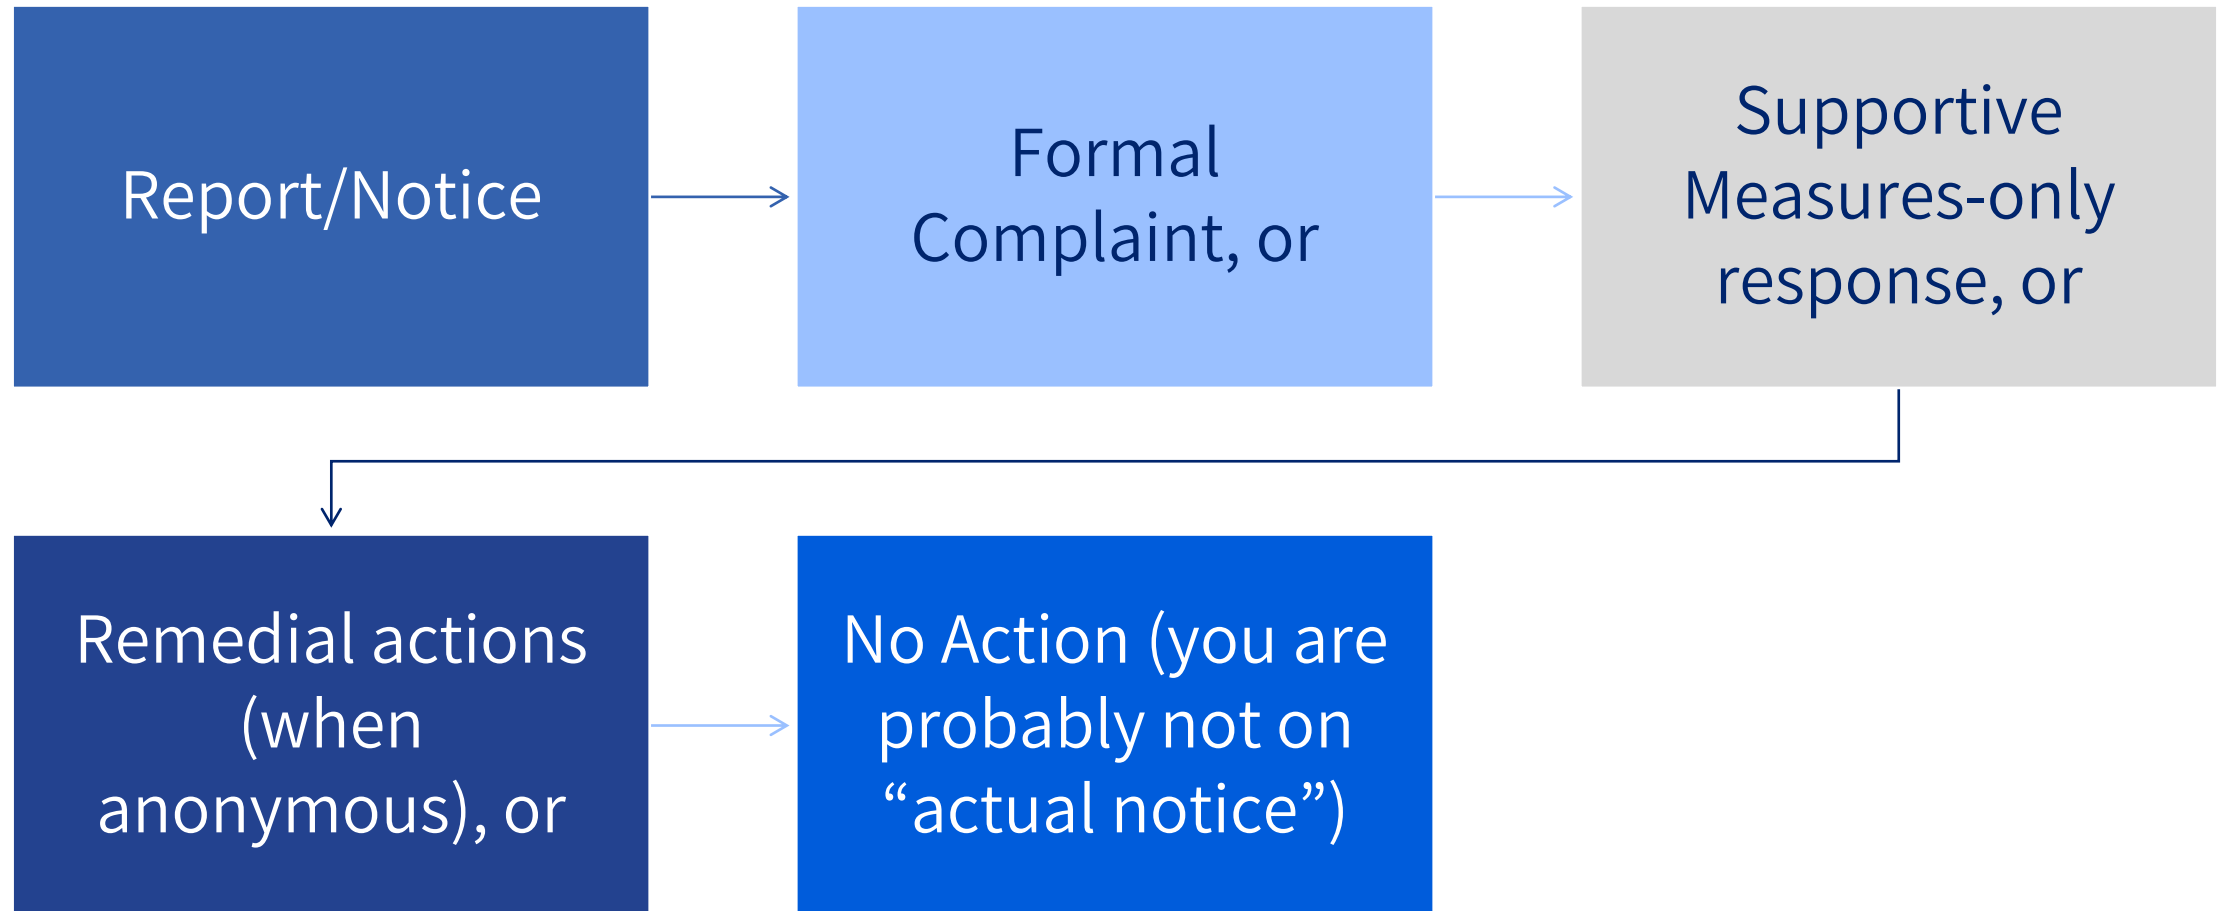 Report/Notice
Formal
Complaint, or
Supportive
Measures-only
response, or
Remedial actions
(when
anonymous), or
No Action (you are
probably not on
“actual notice”)